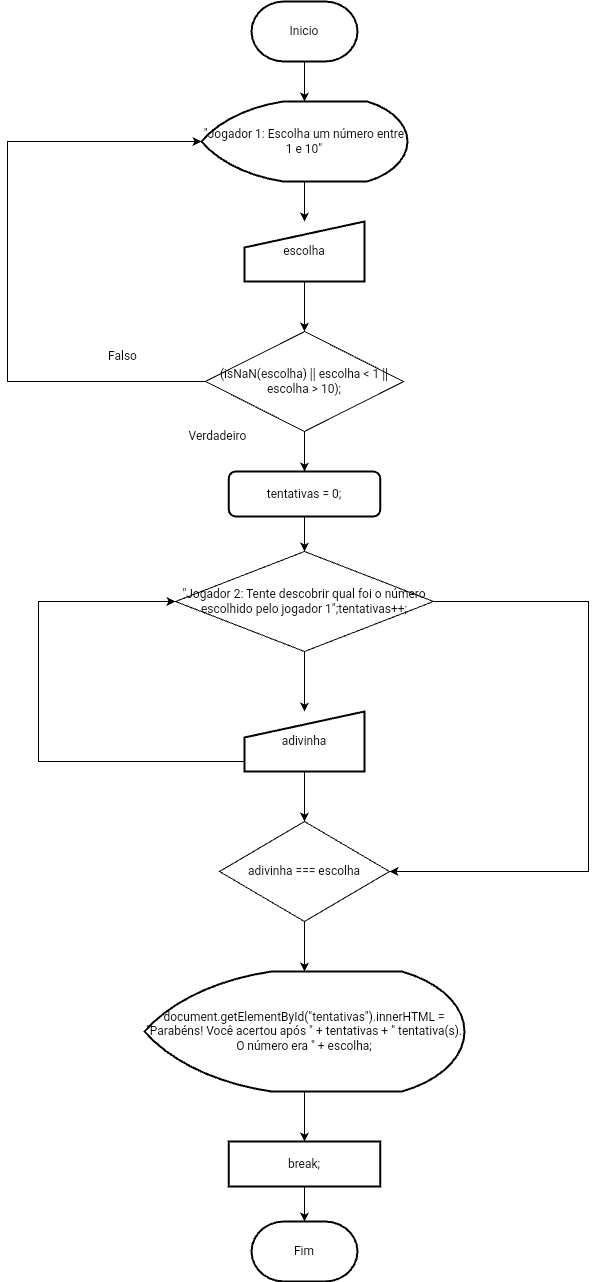 Inicio
"Jogador 1: Escolha um número entre
1 e 10"
escolha
Falso
(isNaN(escolha) || escolha < 1 ||
escolha > 10);
Verdadeiro
tentativas = 0;
"Jogador 2: Tente descobrir qual foi o número
escolhido pelo jogador 1";tentativas++;
adivinha
adivinha === escolha
document.getElementById("tentativas").innerHTML =
"Parabéns! Você acertou após " + tentativas + " tentativa(s).
O número era " + escolha;
break;
Fim